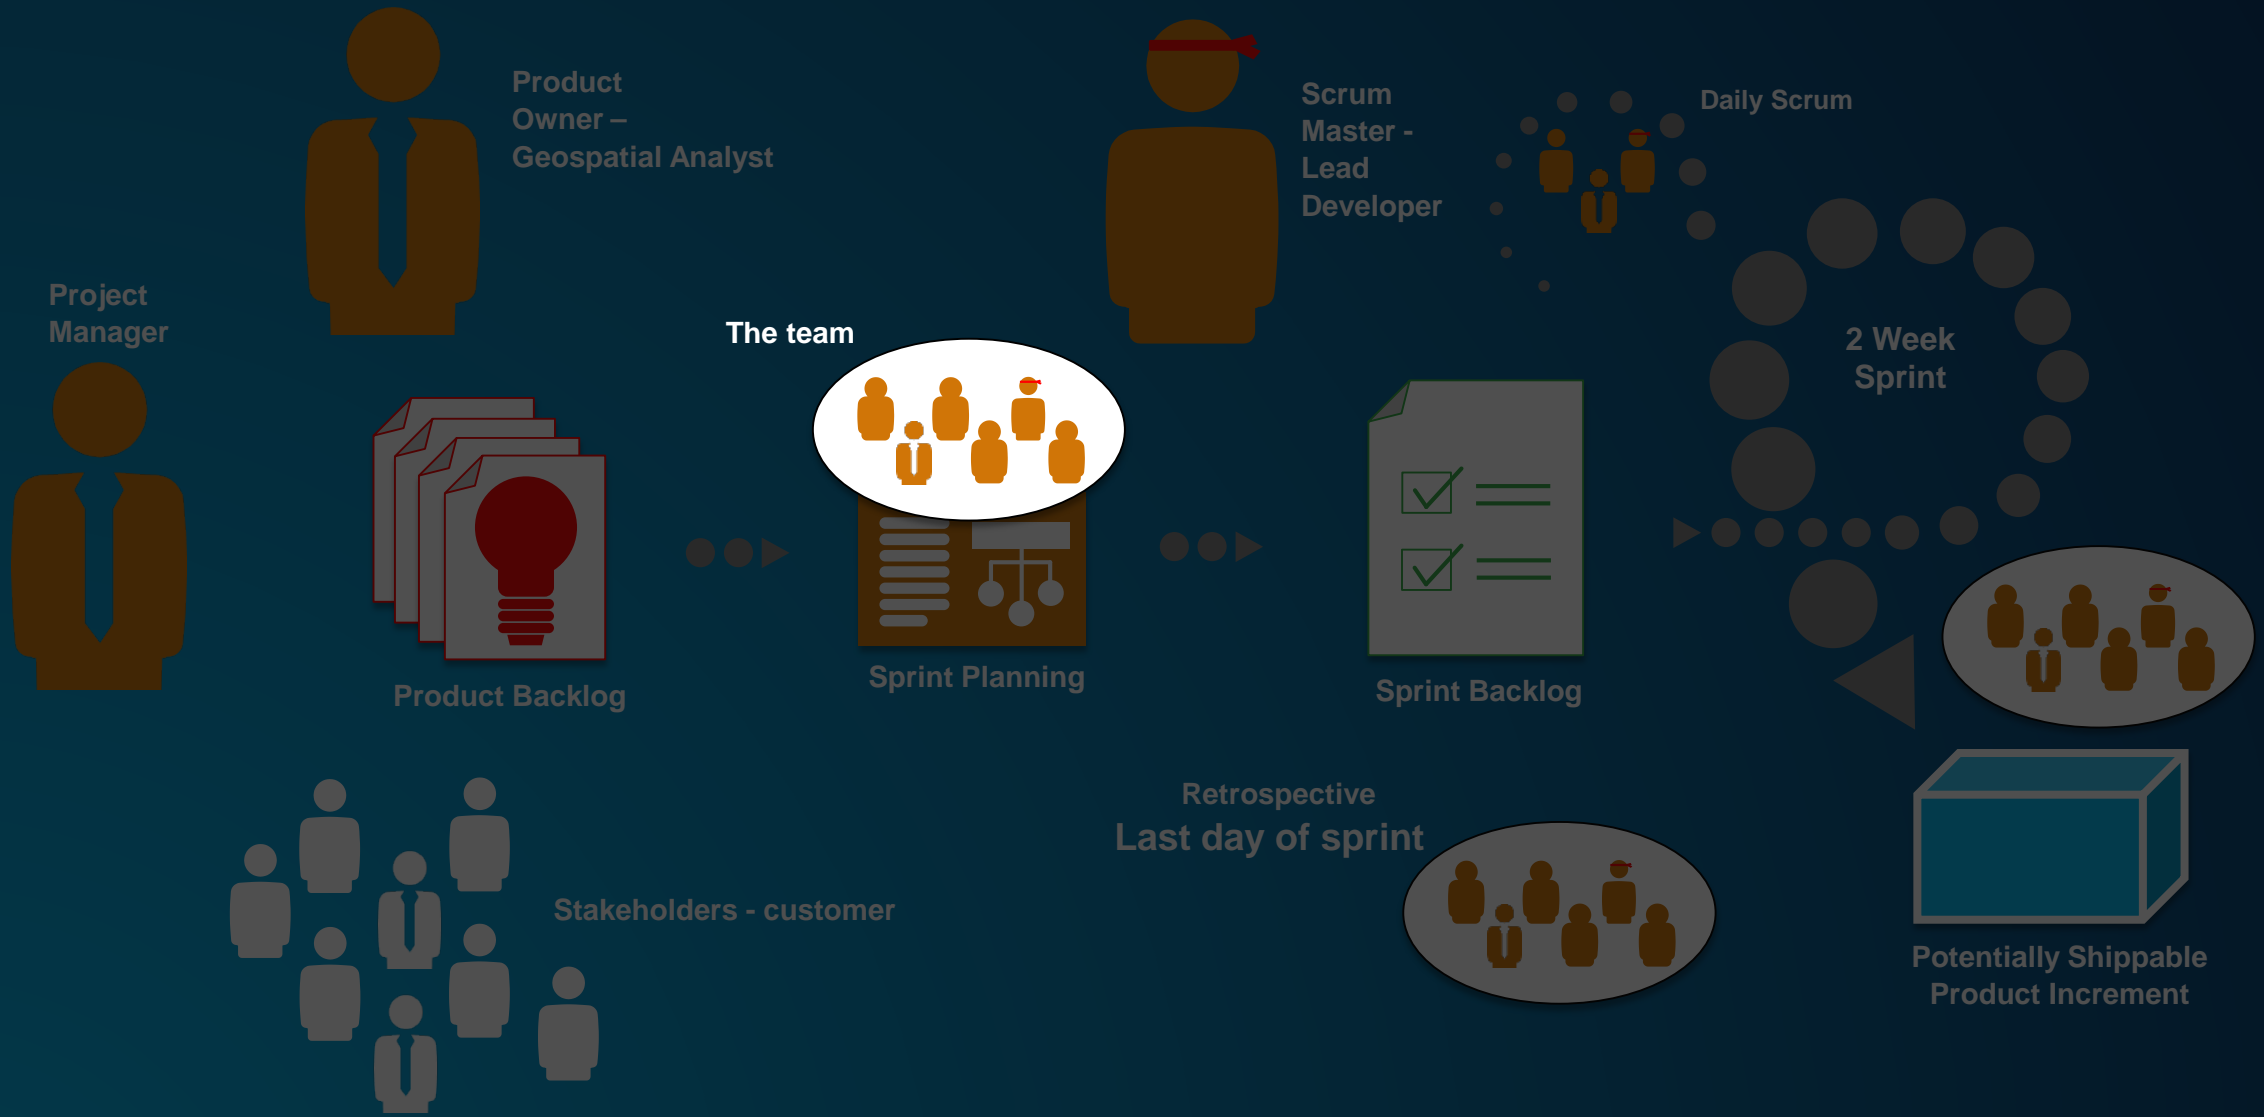 Product
Owner –
Geospatial Analyst
Scrum
Master -
Lead
Developer
Daily Scrum
Project
Manager
The team
2 Week
Sprint
Product Backlog
Sprint Planning
Sprint Backlog
Retrospective
Last day of sprint
Stakeholders - customer
Potentially Shippable
Product Increment